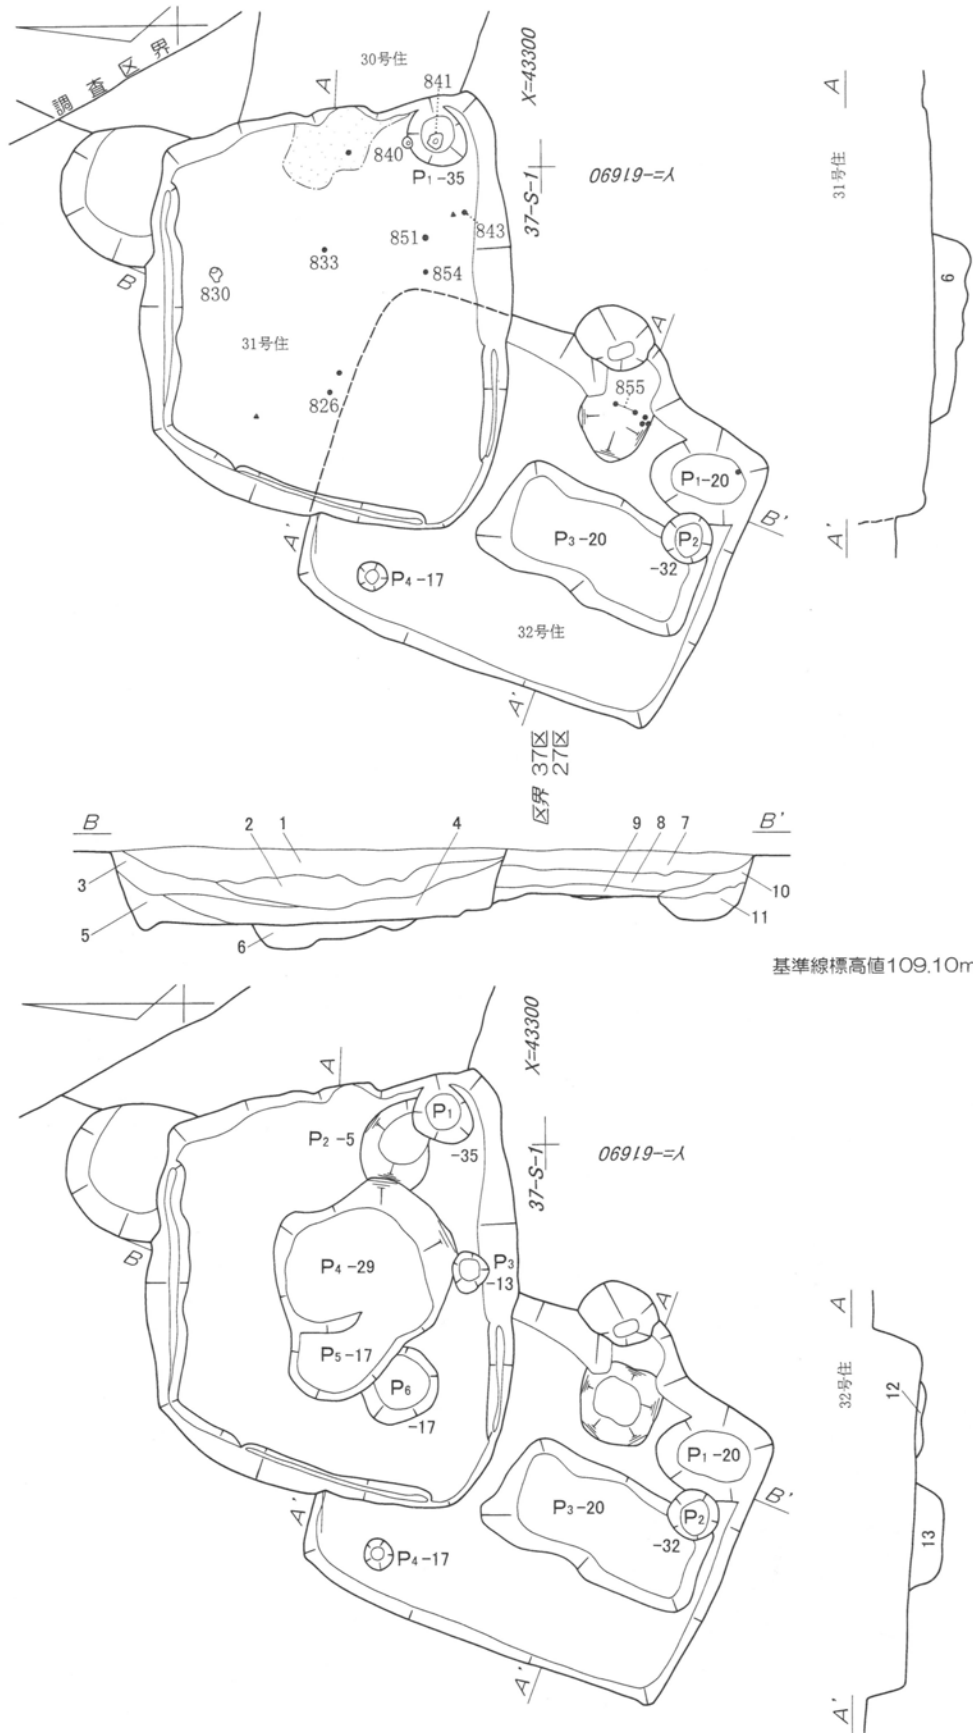 調査区界
30号住
A
841
X=43300
A
840
P1-35
37-S-1
Y=-61690
31号住
843
851
833
854
B
830
6
31号住
A
855
826
P1-20
B'
A'
P3-20
P2
-32
A'
P4-17
32号住
A'
区界 37区
27区
B
2
1
4
9
8
7
B'
3
10
5
11
6
基準線標高値109.10m
X=43300
A
P1
P2-5
-35
37-S-1
Y=-61690
B
P4-29
P3
-13
A
A
P5-17
32号住
12
P6
-17
P1-20
A'
P3-20
P2
B'
-32
13
P4-17
A'
A'